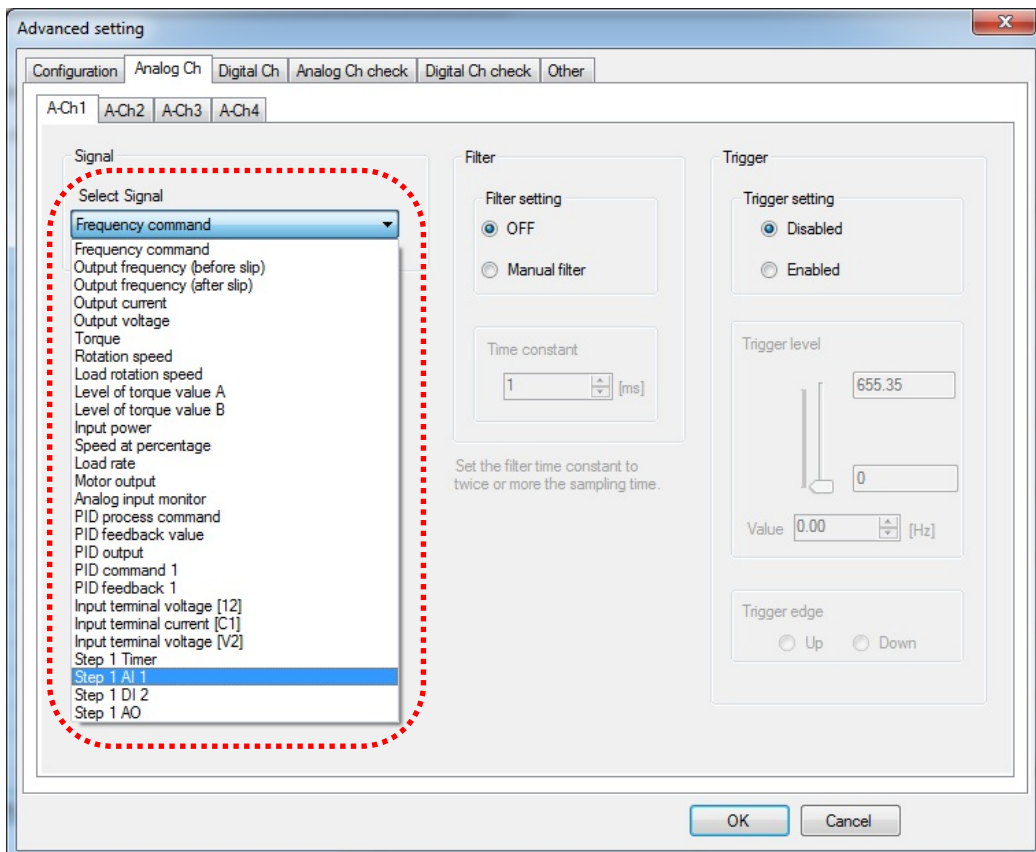 Advanced setting
Configuration
Analog Ch
Digital Ch
Analog Ch check
Digital Ch check
Other
A-Ch1
A-Ch2
A-Ch3
A-Ch4
Signal
Select Signal
Frequency command
Frequency command
Output frequency (before slip)
Output frequency (after slip)
Output current
Output voltage
Torque
Rotation speed
Load rotation speed
Level of torque value A
Level of torque value B
Input power
Speed at percentage
Load rate
Motor output
Analog input monitor
PID process command
PID feedback value
PID output
PID command 1
PID feedback 1
Input terminal voltage [12]
Input terminal current [C1]
Input terminal voltage [V2]
Step 1 Timer
Step 1 AI 1
Step 1 DI 2
Step 1 AO
Filter
Filter setting
OFF
Manual filter
Time constant
1 [ms]
Set the filter time constant to
twice or more the sampling time.
Trigger
Trigger setting
Disabled
Enabled
Trigger level
655.35
0
Value 0.00 [Hz]
Trigger edge
Up Down
OK
Cancel